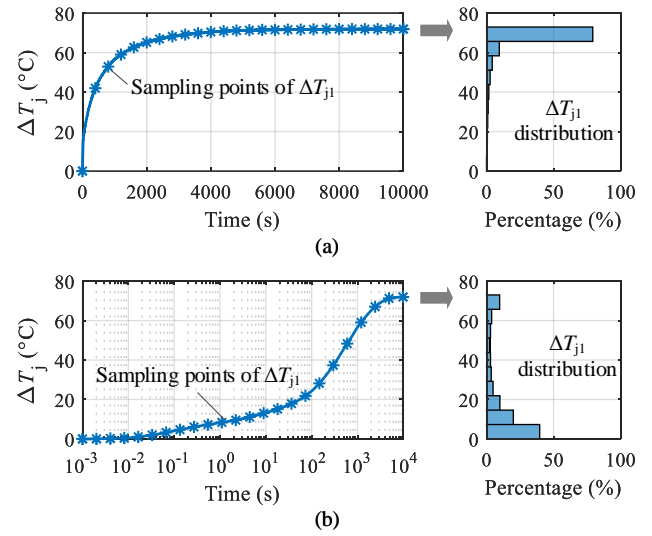 80
60
40
20
0
ΔTj (°C)
Sampling points of ΔTj1
0 2000 4000 6000 8000 10000
Time (s)
80
60
40
20
0
ΔTj1
distribution
0 50 100
Percentage (%)
(a)
80
60
40
20
0
ΔTj (°C)
Sampling points of ΔTj1
10-3 10-2 10-1 100 101 102 103 104
Time (s)
80
60
40
20
0
ΔTj1
distribution
0 50 100
Percentage (%)
(b)